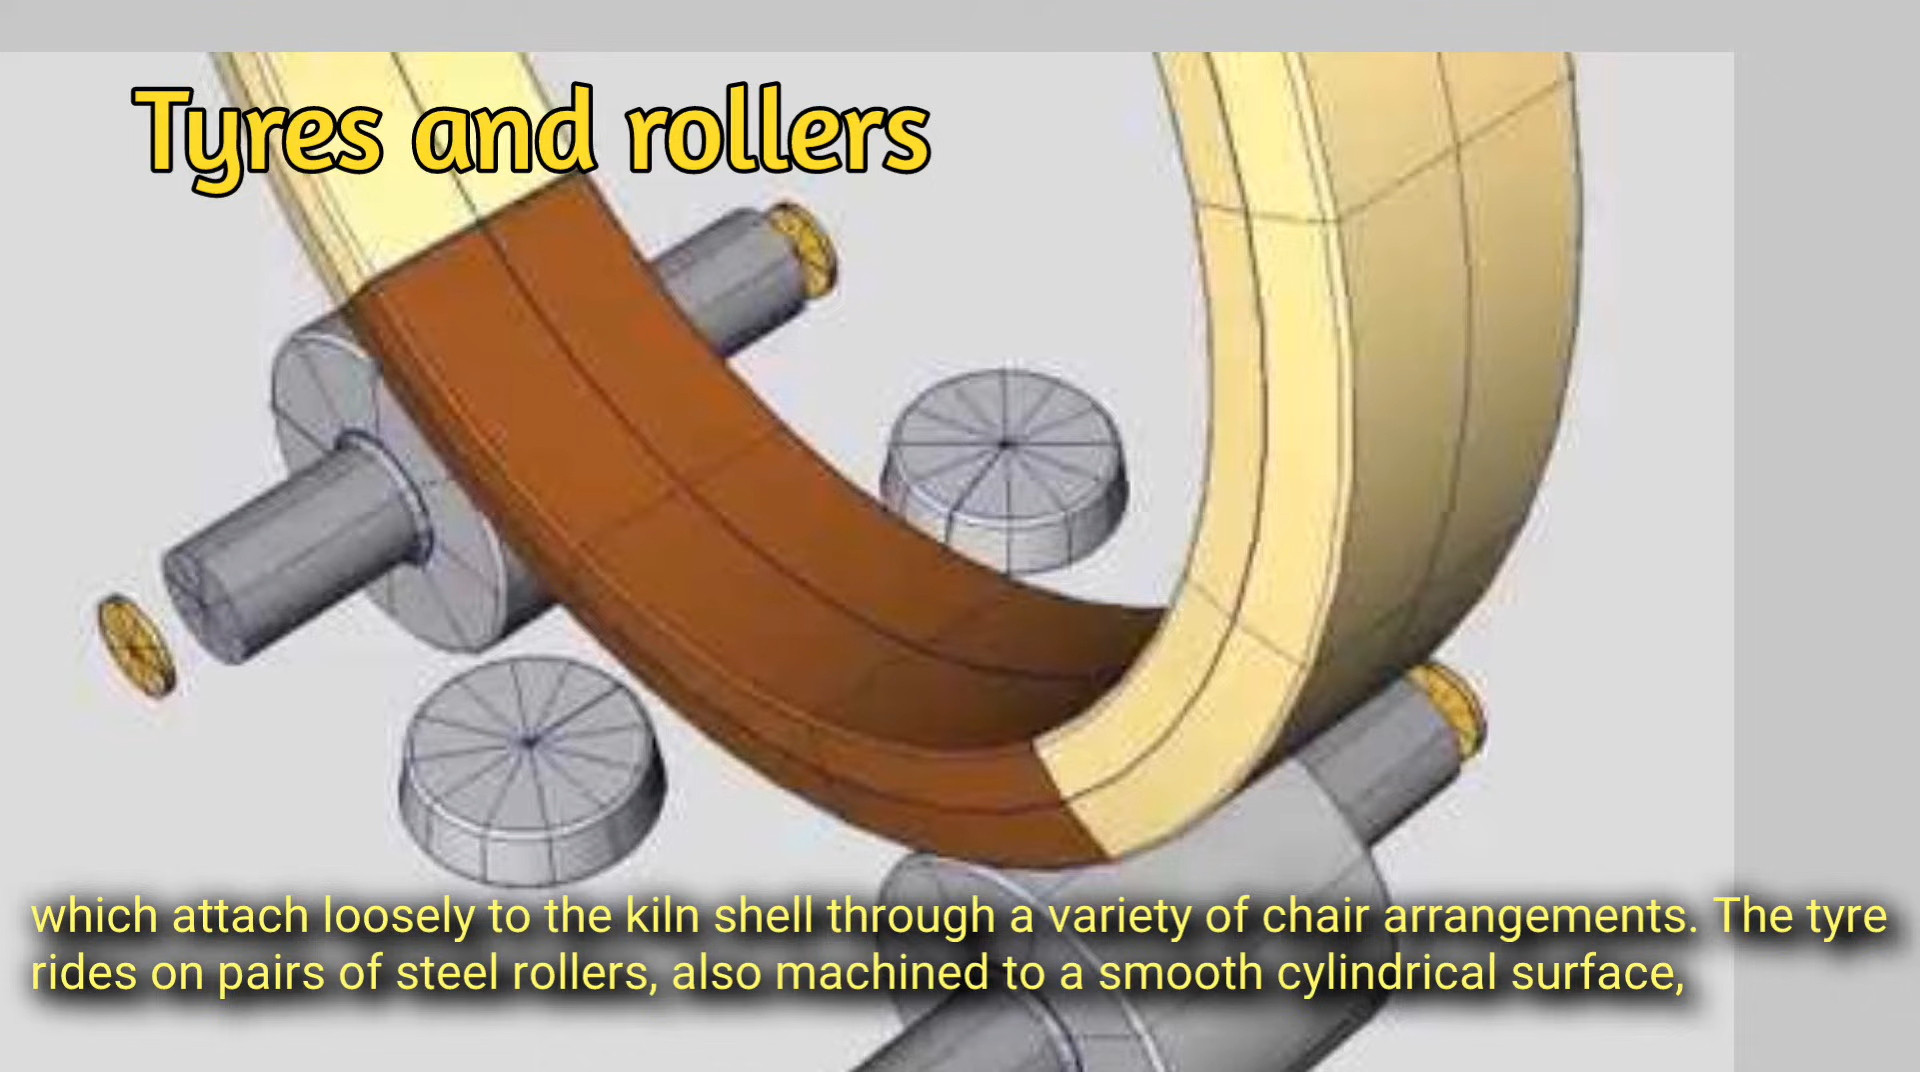 Tyres and rollers
which attach loosely to the kiln shell through a variety of chair arrangements. The tyre
rides on pairs of steel rollers, also machined to a smooth cylindrical surface,